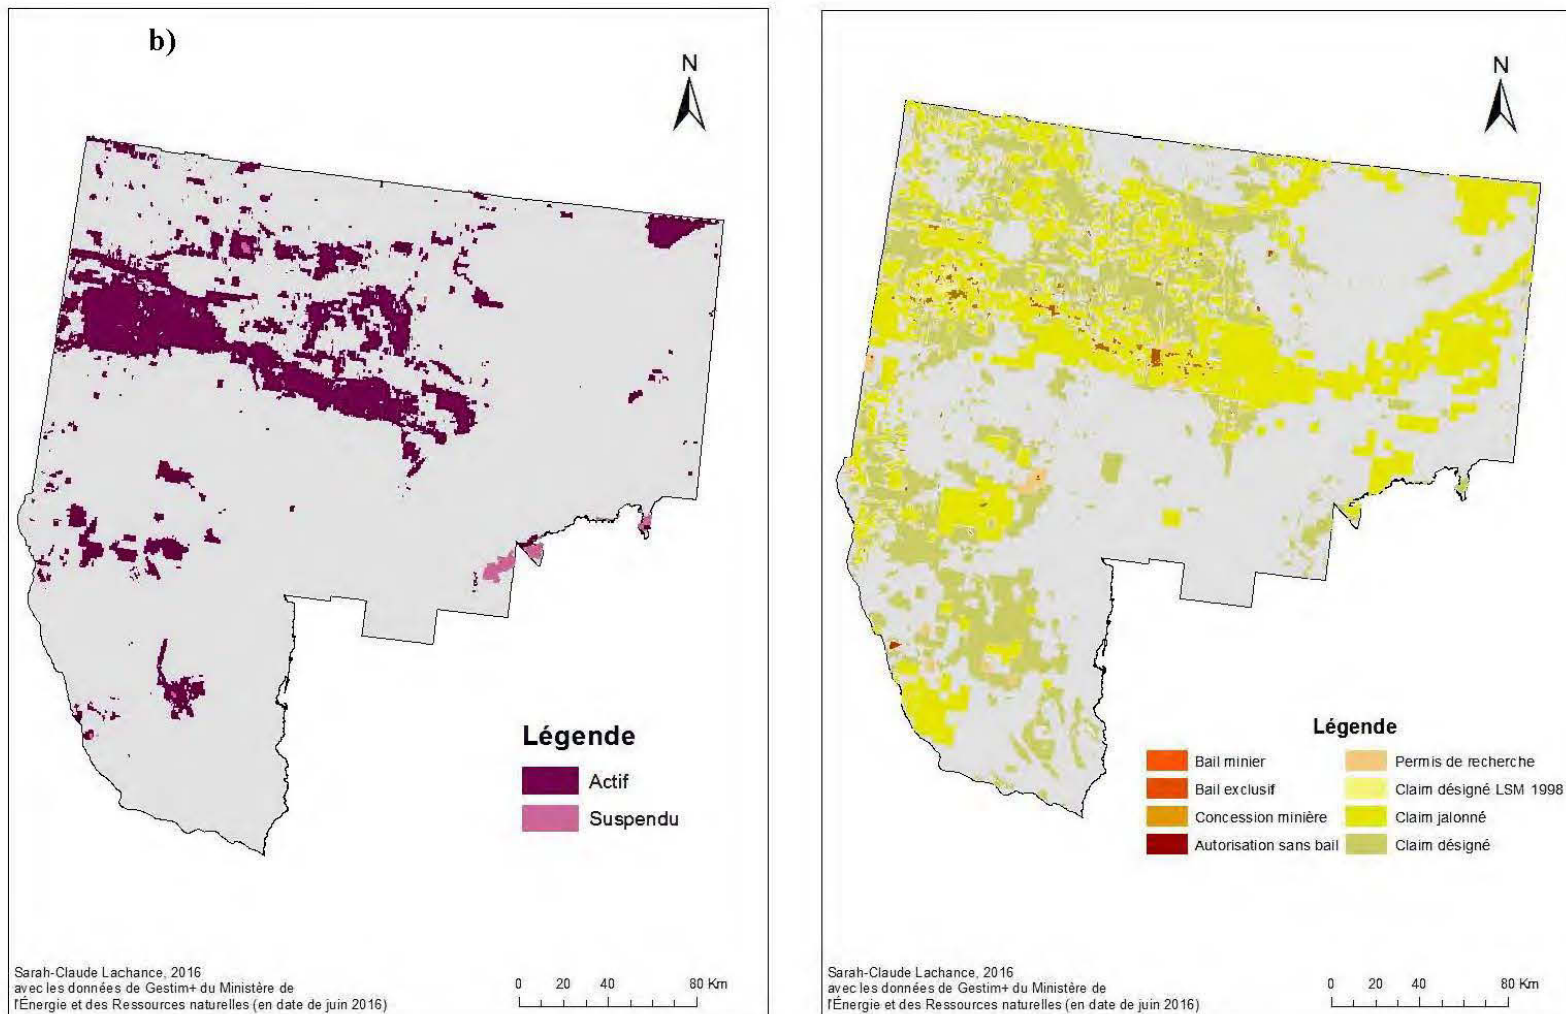 b)
N
Légende
Actif
Suspendu
Sarah-Claude Lachance, 2016
avec les données de Gestim+ du Ministère de
l'Énergie et des Ressources naturelles (en date de juin 2016)
0 20 40 80 Km
N
Légende
Bail minier
Bail exclusif
Concession minière
Autorisation sans bail
Permis de recherche
Claim désigné LSM 1998
Claim jalonné
Claim désigné
Sarah-Claude Lachance, 2016
avec les données de Gestim+ du Ministère de
l'Énergie et des Ressources naturelles (en date de juin 2016)
0 20 40 80 Km